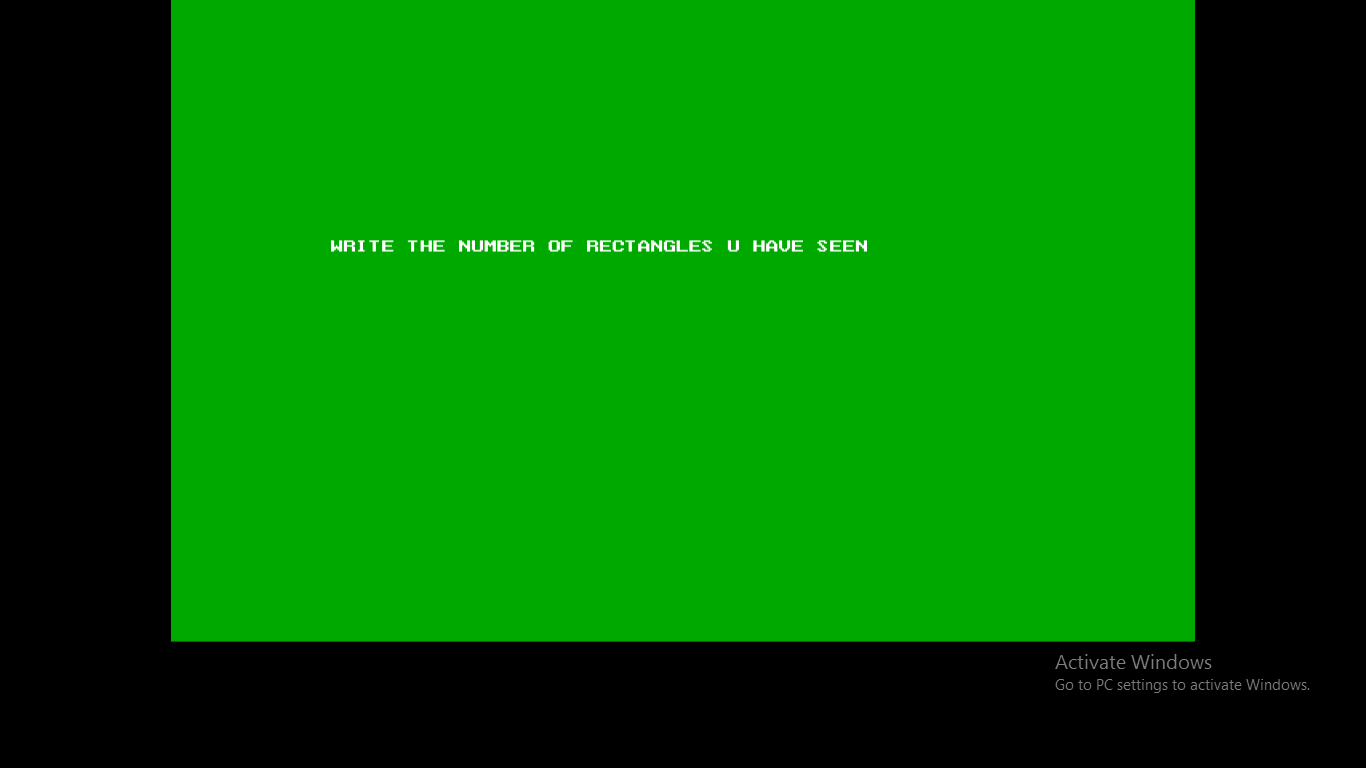 WRITE THE NUMBER OF RECTANGLES U HAVE SEEN
Activate Windows
Go to PC settings to activate Windows.